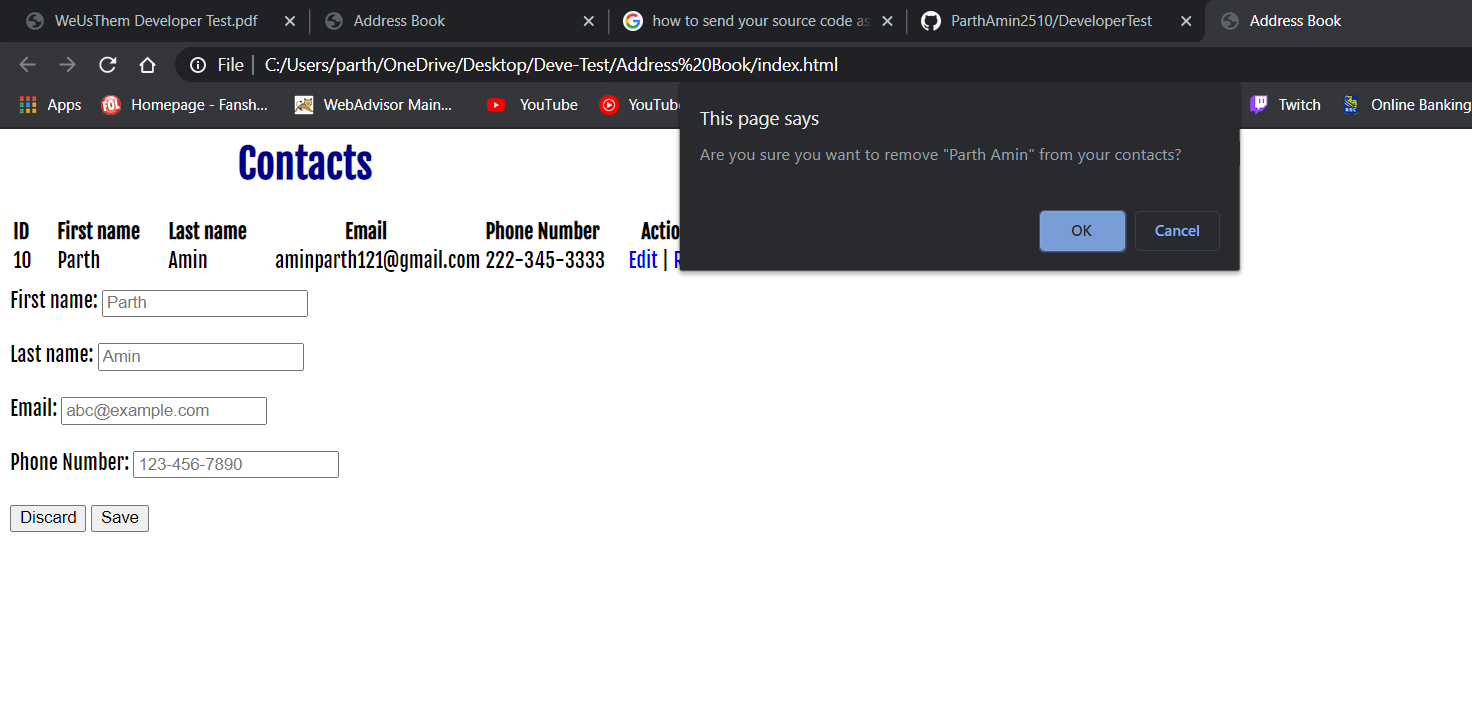 WeUsThem Developer Test.pdf Address Book how to send your source code as ParthAmin2510/DeveloperTest Address Book
File C:/Users/parth/OneDrive/Desktop/Deve-Test/Address%20Book/index.html
Apps Homepage - Fansh... WebAdvisor Main... YouTube YouTube Twitch Online Banking
This page says
Are you sure you want to remove "Parth Amin" from your contacts?
OK Cancel
Contacts
ID First name Last name Email Phone Number Actio
10 Parth Amin aminparth121@gmail.com 222-345-3333 Edit | R
First name: Parth
Last name: Amin
Email: abc@example.com
Phone Number: 123-456-7890
Discard Save